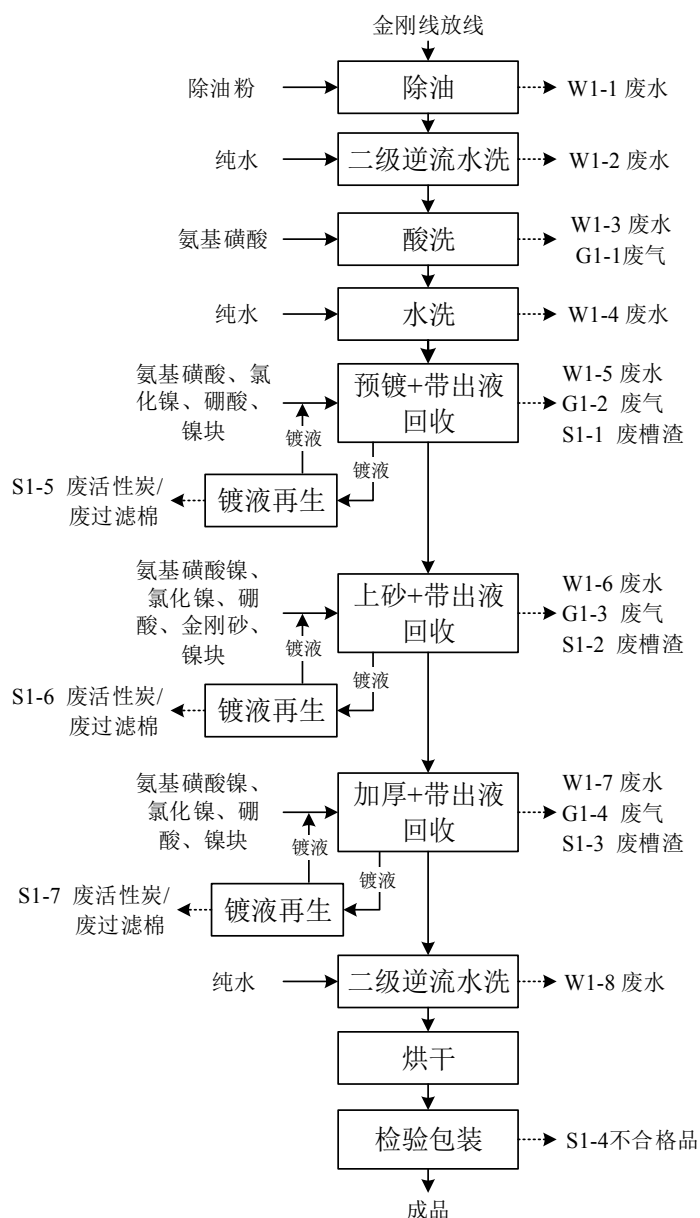 金刚线放线
除油粉
除油
W1-1 废水
纯水
二级逆流水洗
W1-2 废水
氨基磺酸
酸洗
W1-3 废水
G1-1废气
纯水
水洗
W1-4 废水
氨基磺酸、氯
化镍、硼酸、
镍块
预镀+带出液
回收
W1-5 废水
G1-2 废气
S1-1 废槽渣
镀液
镀液
S1-5 废活性炭/
废过滤棉
镀液再生
氨基磺酸镍、
氯化镍、硼
酸、金刚砂、
镍块
上砂+带出液
回收
W1-6 废水
G1-3 废气
S1-2 废槽渣
镀液
镀液
S1-6 废活性炭/
废过滤棉
镀液再生
氨基磺酸镍、
氯化镍、硼
酸、镍块
加厚+带出液
回收
W1-7 废水
G1-4 废气
S1-3 废槽渣
镀液
镀液
S1-7 废活性炭/
废过滤棉
镀液再生
纯水
二级逆流水洗
W1-8 废水
烘干
检验包装
S1-4不合格品
成品